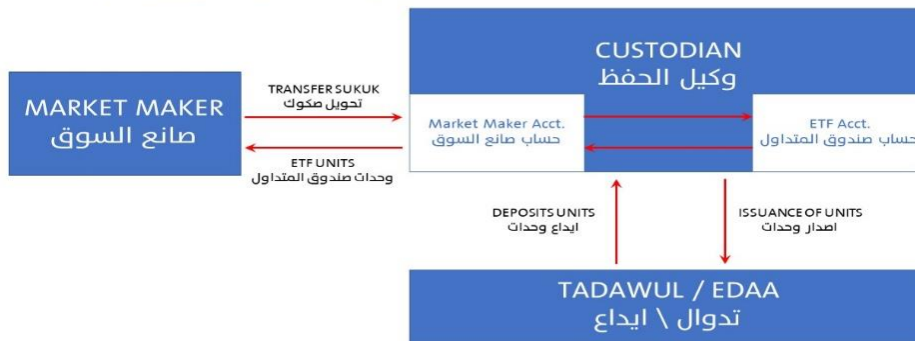 CUSTODIAN
وكيل الحفظ
MARKET MAKER
صانع السوق
TRANSFER SUKUK
تحويل صكوك
ETF UNITS
وحدات صندوق المتداول
Market Maker Acct.
حساب صانع السوق
ETF Acct.
حساب صندوق المتداول
DEPOSITS UNITS
ايداع وحدات
ISSUANCE OF UNITS
اصدار وحدات
TADAWUL / EDAA
تدوال \ ايداع